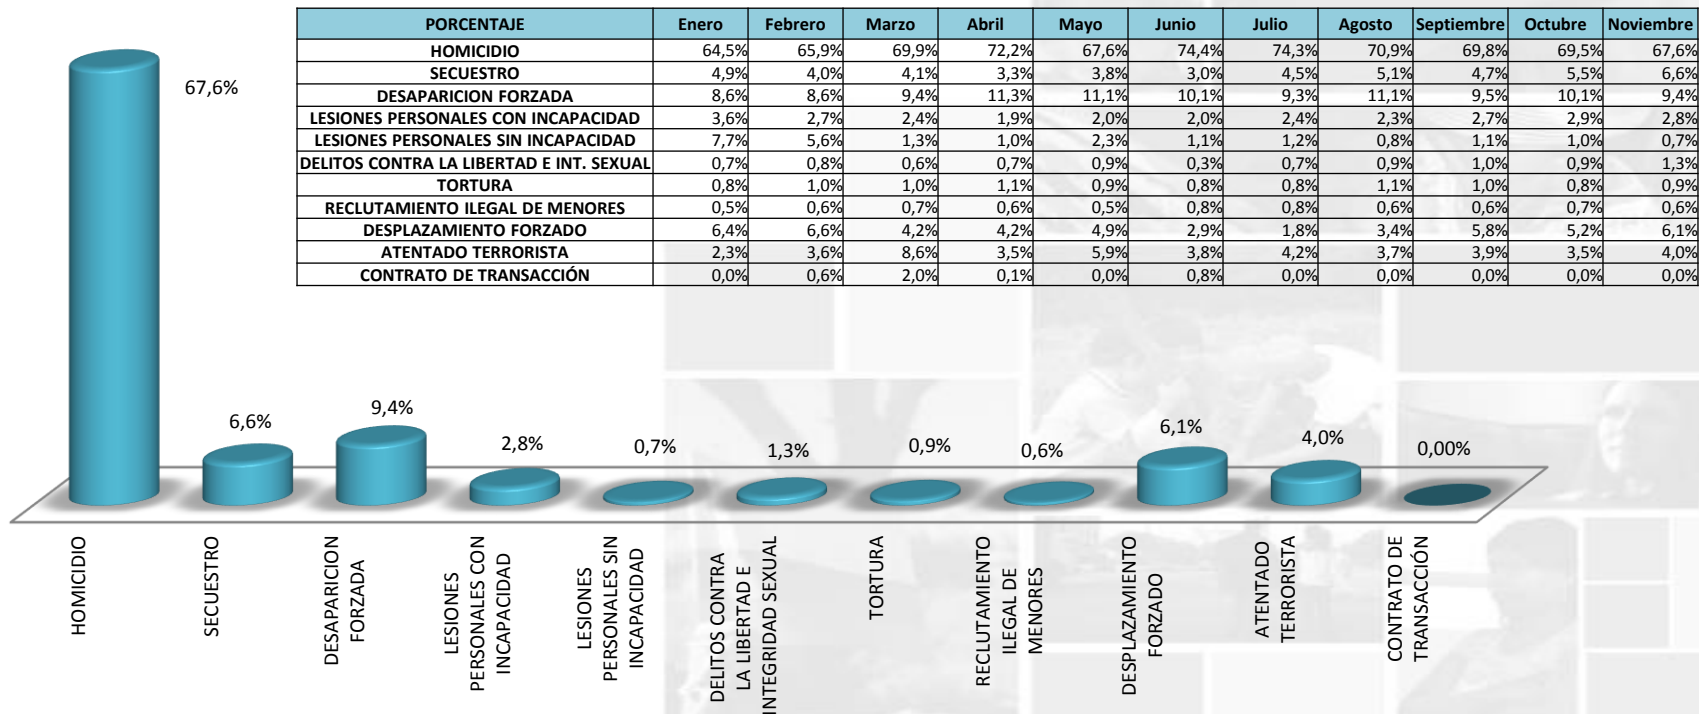 PORCENTAJE Enero Febrero Marzo Abril Mayo Junio Julio Agosto Septiembre Octubre Noviembre
HOMICIDIO 64,5% 65,9% 69,9% 72,2% 67,6% 74,4% 74,3% 70,9% 69,8% 69,5% 67,6%
SECUESTRO 4,9% 4,0% 4,1% 3,3% 3,8% 3,0% 4,5% 5,1% 4,7% 5,5% 6,6%
DESAPARICION FORZADA 8,6% 8,6% 9,4% 11,3% 11,1% 10,1% 9,3% 11,1% 9,5% 10,1% 9,4%
LESIONES PERSONALES CON INCAPACIDAD 3,6% 2,7% 2,4% 1,9% 2,0% 2,0% 2,4% 2,3% 2,7% 2,9% 2,8%
LESIONES PERSONALES SIN INCAPACIDAD 7,7% 5,6% 1,3% 1,0% 2,3% 1,1% 1,2% 0,8% 1,1% 1,0% 0,7%
DELITOS CONTRA LA LIBERTAD E INT. SEXUAL 0,7% 0,8% 0,6% 0,7% 0,9% 0,3% 0,7% 0,9% 1,0% 0,9% 1,3%
TORTURA 0,8% 1,0% 1,0% 1,1% 0,9% 0,8% 0,8% 1,1% 1,0% 0,8% 0,9%
RECLUTAMIENTO ILEGAL DE MENORES 0,5% 0,6% 0,7% 0,6% 0,5% 0,8% 0,8% 0,6% 0,6% 0,7% 0,6%
DESPLAZAMIENTO FORZADO 6,4% 6,6% 4,2% 4,2% 4,9% 2,9% 1,8% 3,4% 5,8% 5,2% 6,1%
ATENTADO TERRORISTA 2,3% 3,6% 8,6% 3,5% 5,9% 3,8% 4,2% 3,7% 3,9% 3,5% 4,0%
CONTRATO DE TRANSACCIÓN 0,0% 0,6% 2,0% 0,1% 0,0% 0,8% 0,0% 0,0% 0,0% 0,0% 0,0%
67,6%
6,6%
9,4%
2,8%
0,7%
1,3%
0,9%
0,6%
6,1%
4,0%
0,00%
HOMICIDIO
SECUESTRO
DESAPARICION
FORZADA
LESIONES
PERSONALES CON
INCAPACIDAD
LESIONES
PERSONALES SIN
INCAPACIDAD
DELITOS CONTRA
LA LIBERTAD E
INTEGRIDAD SEXUAL
TORTURA
RECLUTAMIENTO
ILEGAL DE
MENORES
DESPLAZAMIENTO
FORZADO
ATENTADO
TERRORISTA
CONTRATO DE
TRANSACCIÓN